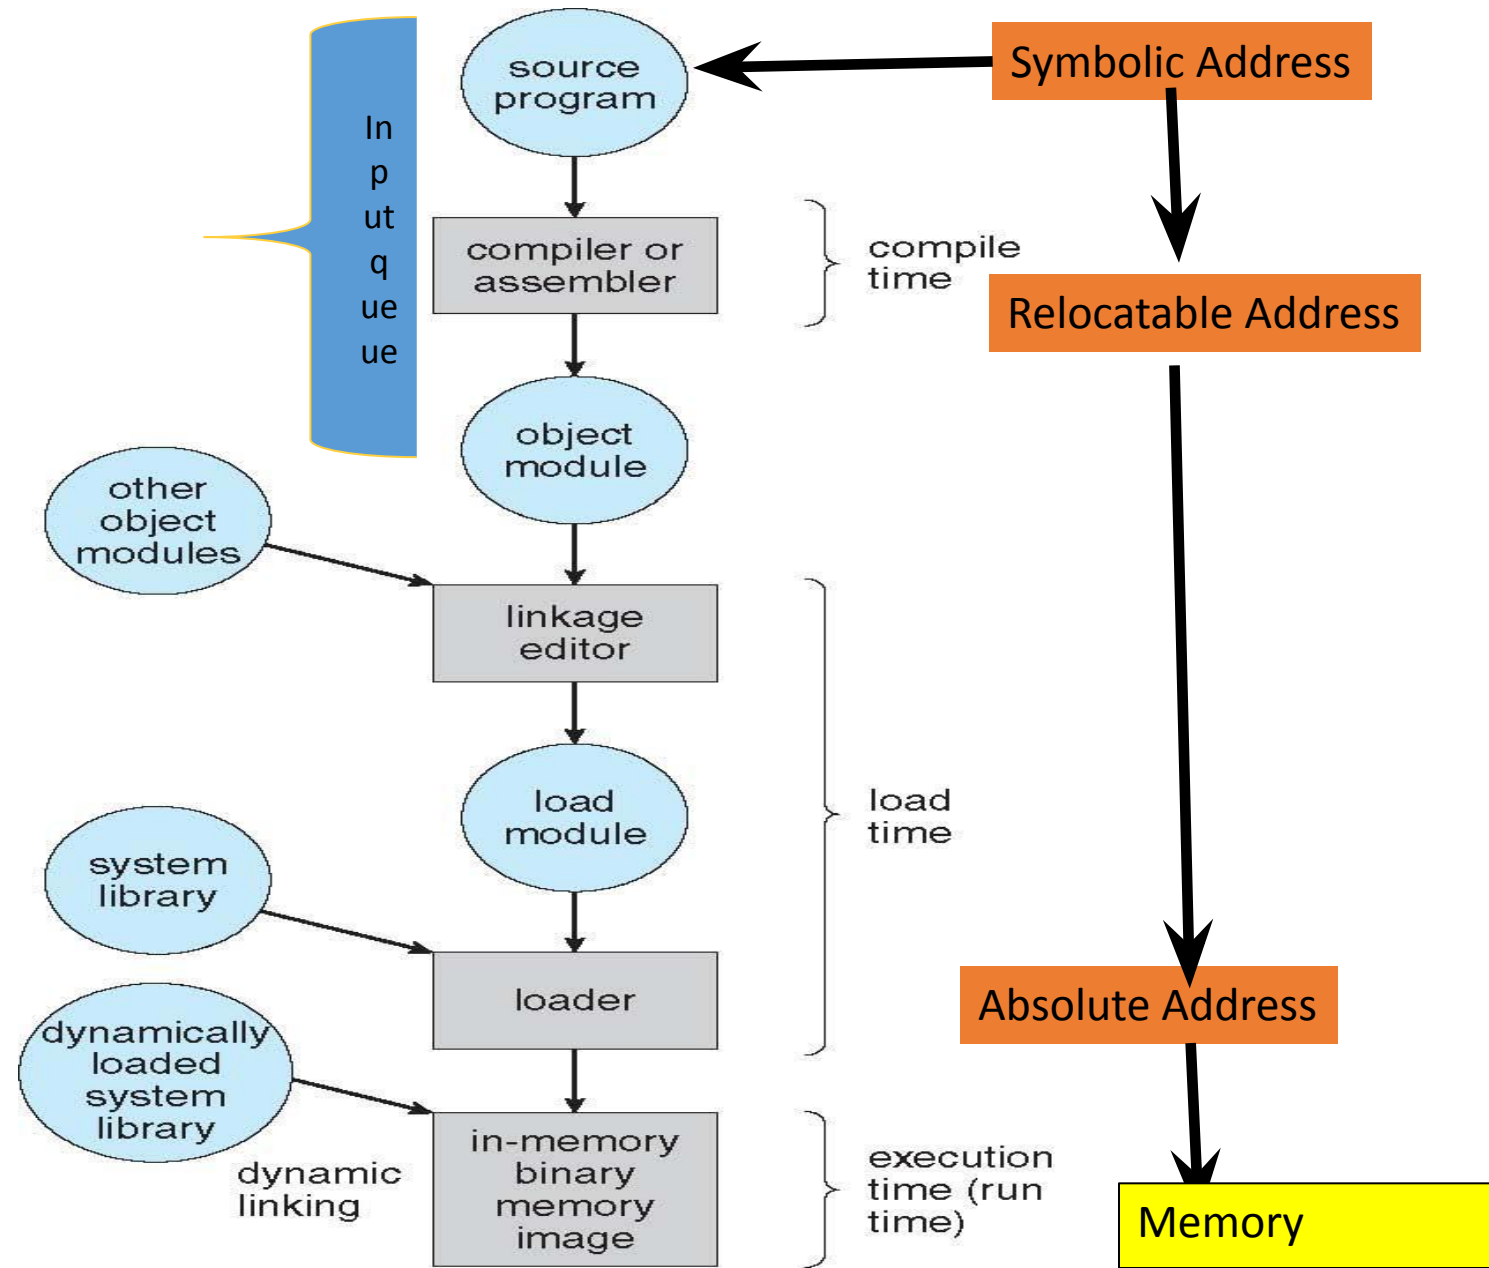 source
program
Symbolic Address
In
p
ut
q
ue
ue
compiler or
assembler
compile
time
Relocatable Address
object
module
other
object
modules
linkage
editor
load
module
load
time
system
library
loader
Absolute Address
dynamically
loaded
system
library
dynamic
linking
in-memory
binary
memory
image
execution
time (run
time)
Memory